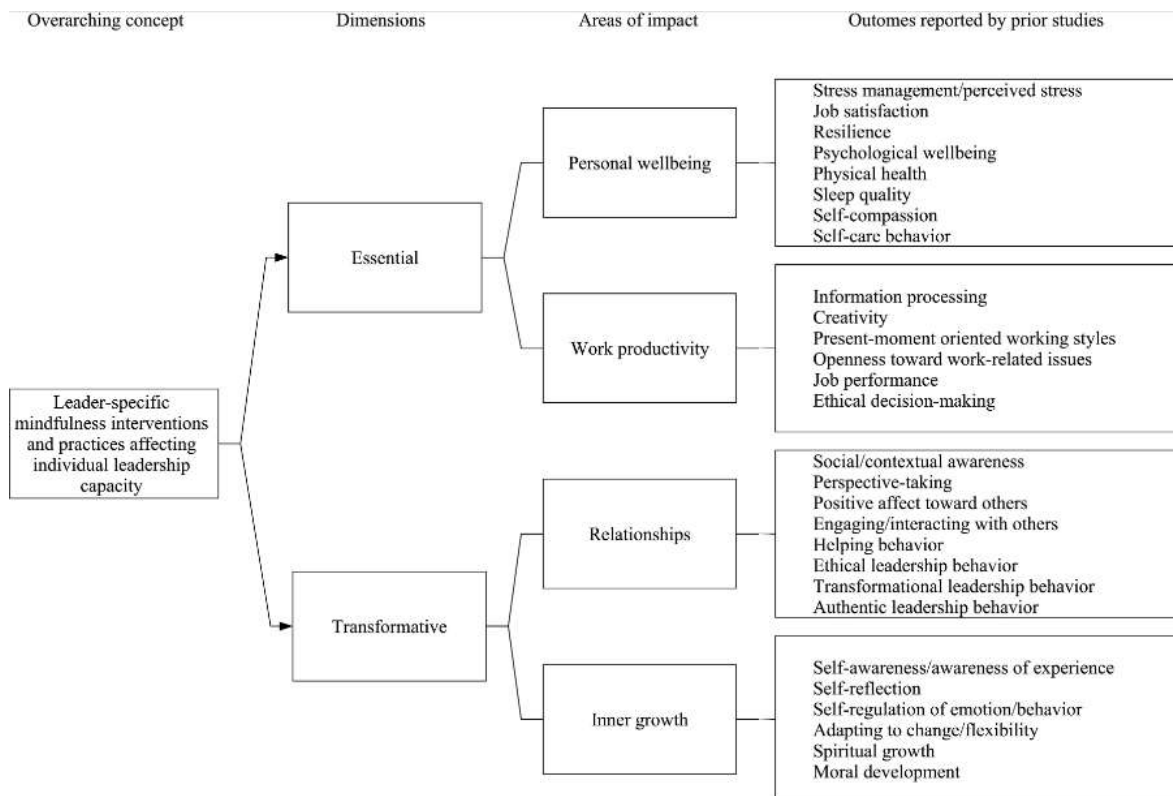 Overarching concept
Dimensions
Areas of impact
Outomes reported by prior studies
Leader-specific
mindfulness interventions
and practices affecting
individual leadership
capacity
Essential
Personal wellbeing
Stress management/perceived stress
Job satisfaction
Resilience
Psychological wellbeing
Physical health
Sleep quality
Self-compassion
Self-care behavior
Work productivity
Information processing
Creativity
Present-moment oriented working styles
Openness toward work-related issues
Job performance
Ethical decision-making
Transformative
Relationships
Social/contextual awareness
Perspective-taking
Positive affect toward others
Engaging/interacting with others
Helping behavior
Ethical leadership behavior
Transformational leadership behavior
Authentic leadership behavior
Inner growth
Self-awareness/awareness of experience
Self-reflection
Self-regulation of emotion/behavior
Adapting to change/flexibility
Spiritual growth
Moral development